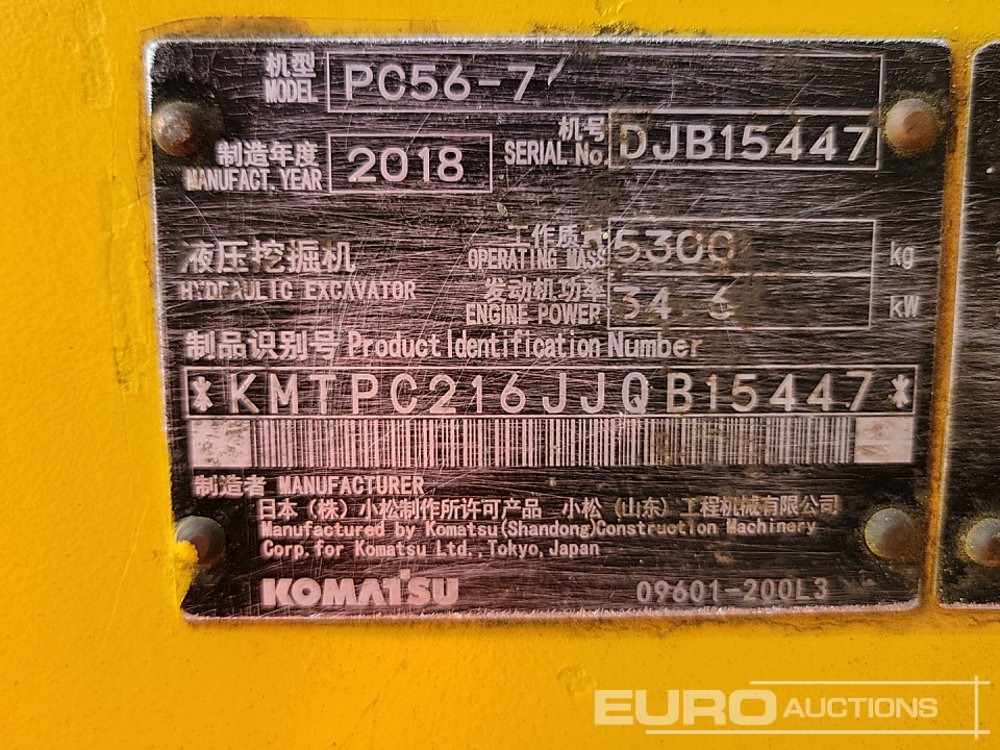 机型 MODEL PC56-7
机号 SERIAL No. DJB15447
制造年度 MANUFACT. YEAR 2018
工作质量 OPERATING MASS 5300 kg
液压挖掘机
HYDRAULIC EXCAVATOR
发动机功率 ENGINE POWER 34.6 kW
制品识别号 Product Identification Number
*KMTPC216JJQB15447*
制造者 MANUFACTURER
日本（株）小松制作所许可产品 小松（山东）工程机械有限公司
Manufactured by Komatsu(Shandong)Construction Machinery
Corp. for Komatsu Ltd., Tokyo, Japan
KOMATSU 09601-200L3
EURO AUCTIONS